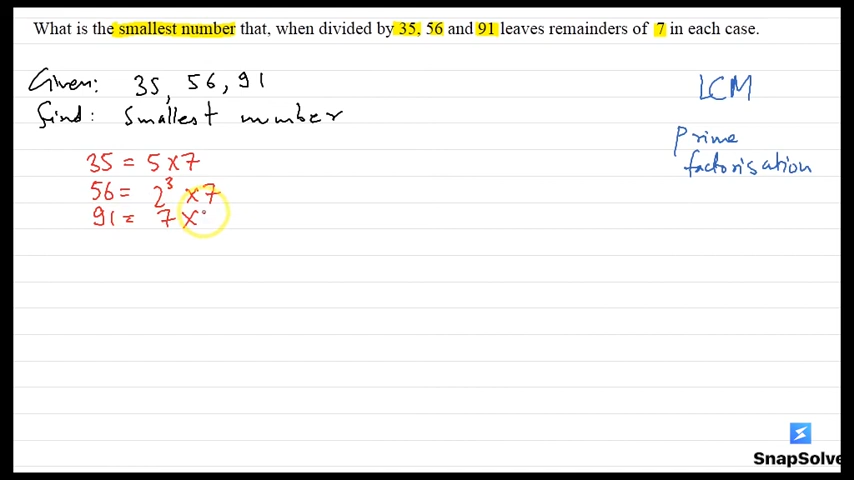 What is the smallest number that, when divided by 35, 56 and 91 leaves remainders of 7 in each case.
Given: 35, 56, 91
find: Smallest number
LCM
Prime
factorisation
35 = 5 x 7
56 = 2³ x 7
91 = 7 x
SnapSolve